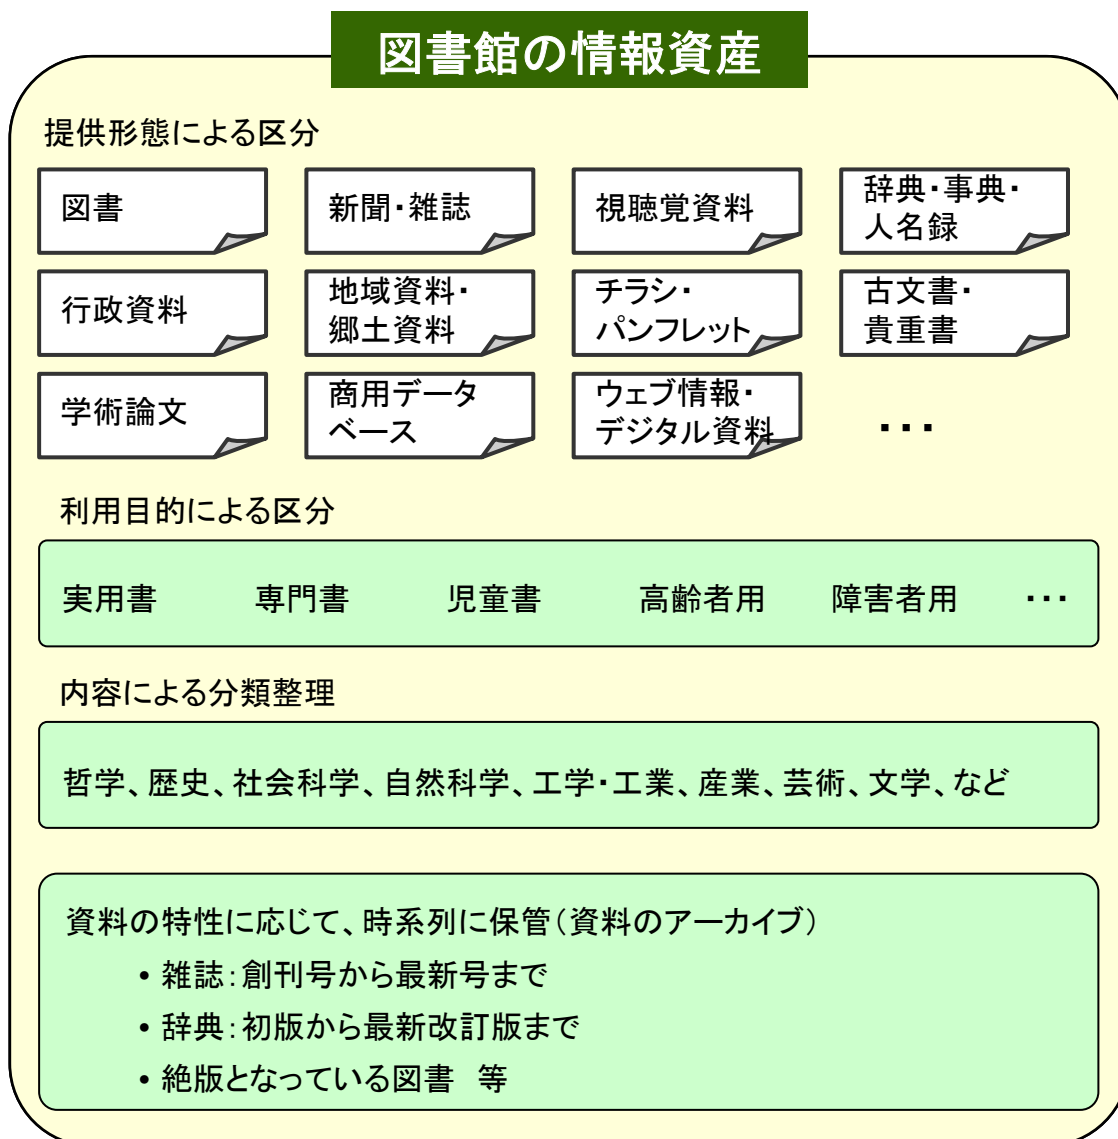 図書館の情報資産
提供形態による区分
図書
新聞・雑誌
視聴覚資料
辞典・事典・
人名録
行政資料
地域資料・
郷土資料
チラシ・
パンフレット
古文書・
貴重書
学術論文
商用データ
ベース
ウェブ情報・
デジタル資料
・・・
利用目的による区分
実用書 専門書 児童書 高齢者用 障害者用 ・・・
内容による分類整理
哲学、歴史、社会科学、自然科学、工学・工業、産業、芸術、文学、など
資料の特性に応じて、時系列に保管（資料のアーカイブ）
• 雑誌：創刊号から最新号まで
• 辞典：初版から最新改訂版まで
• 絶版となっている図書　等